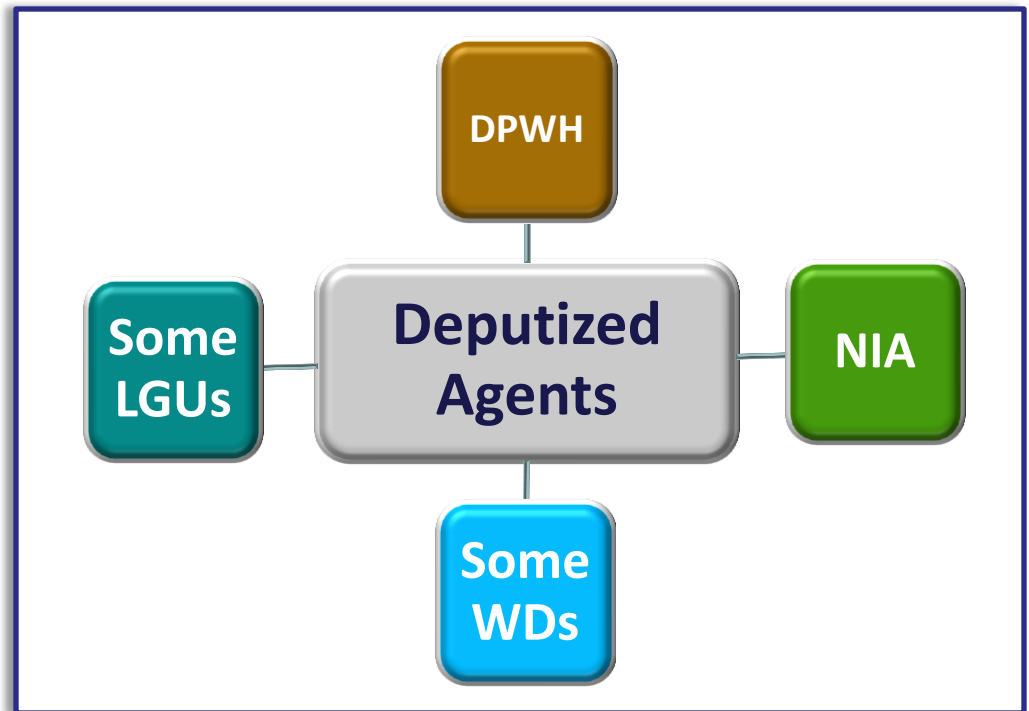 DPWH
Deputized
Agents
Some
LGUs
NIA
Some
WDs